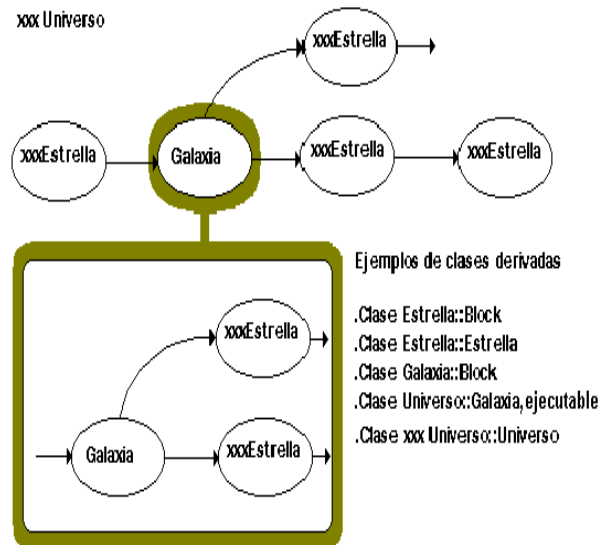 xxx Universo
xxxEstrella
xxxEstrella
Galaxia
xxxEstrella
xxxEstrella
Ejemplos de clases derivadas
xxxEstrella
.Clase Estrella::Block
.Clase Estrella::Estrella
.Clase Galaxia::Block
.Clase Universo::Galaxia,ejecutable
.Clase xxx Universo::Universo
Galaxia
xxxEstrella